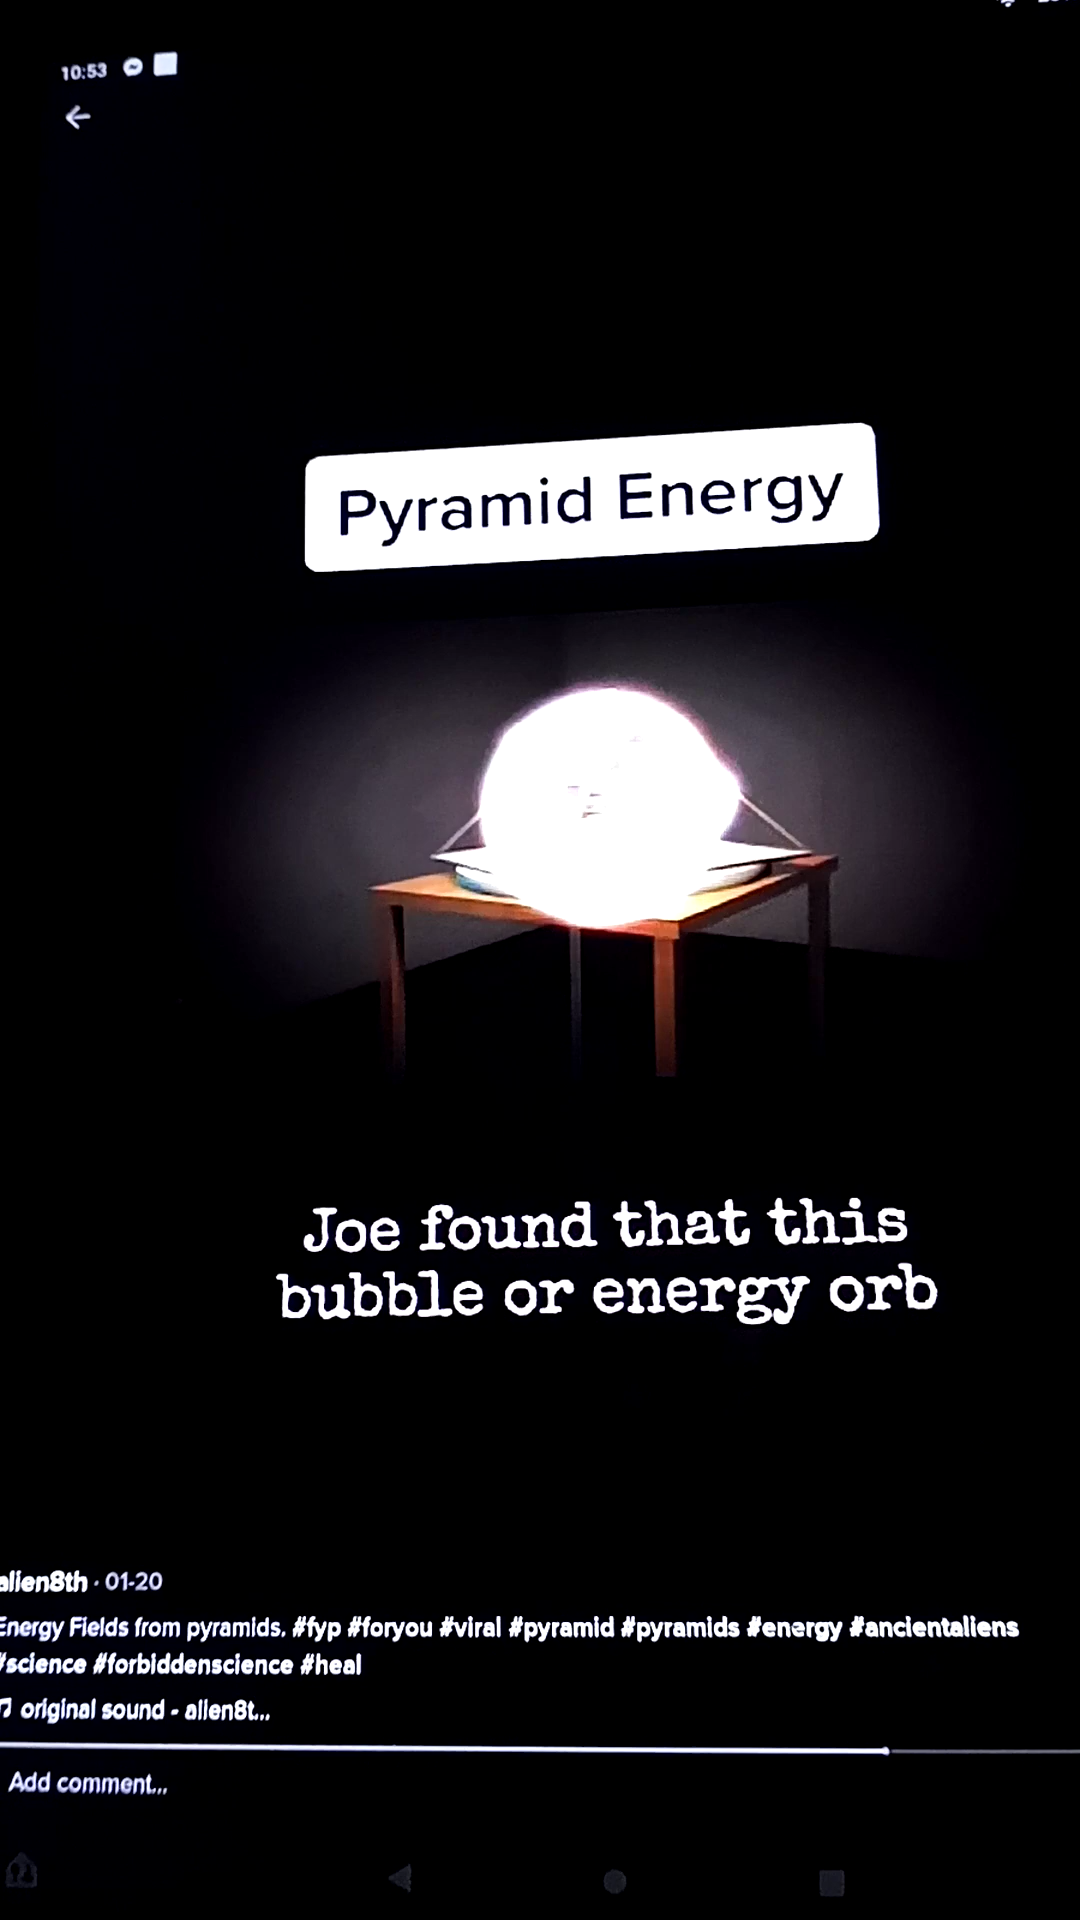 10:53
Pyramid Energy
Joe found that this
bubble or energy orb
alien8th · 01-20
Energy Fields from pyramids. #fyp #foryou #viral #pyramid #pyramids #energy #ancientaliens
#science #forbiddenscience #heal
original sound - alien8t...
Add comment...